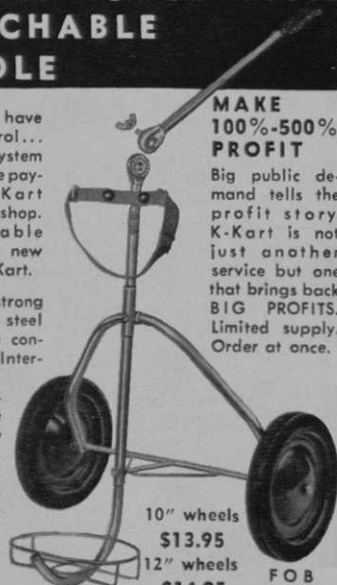 CHABLE
OLE
have
rol...
ystem
e pay-
Kart
shop.
able
new
Kart.
strong
steel
con-
Inter-
MAKE
100%-500%
PROFIT
Big public de-
mand tells the
profit story.
K-Kart is not
just another
service but one
that brings back
BIG PROFITS.
Limited supply.
Order at once.
10" wheels
$13.95
12" wheels
FOB